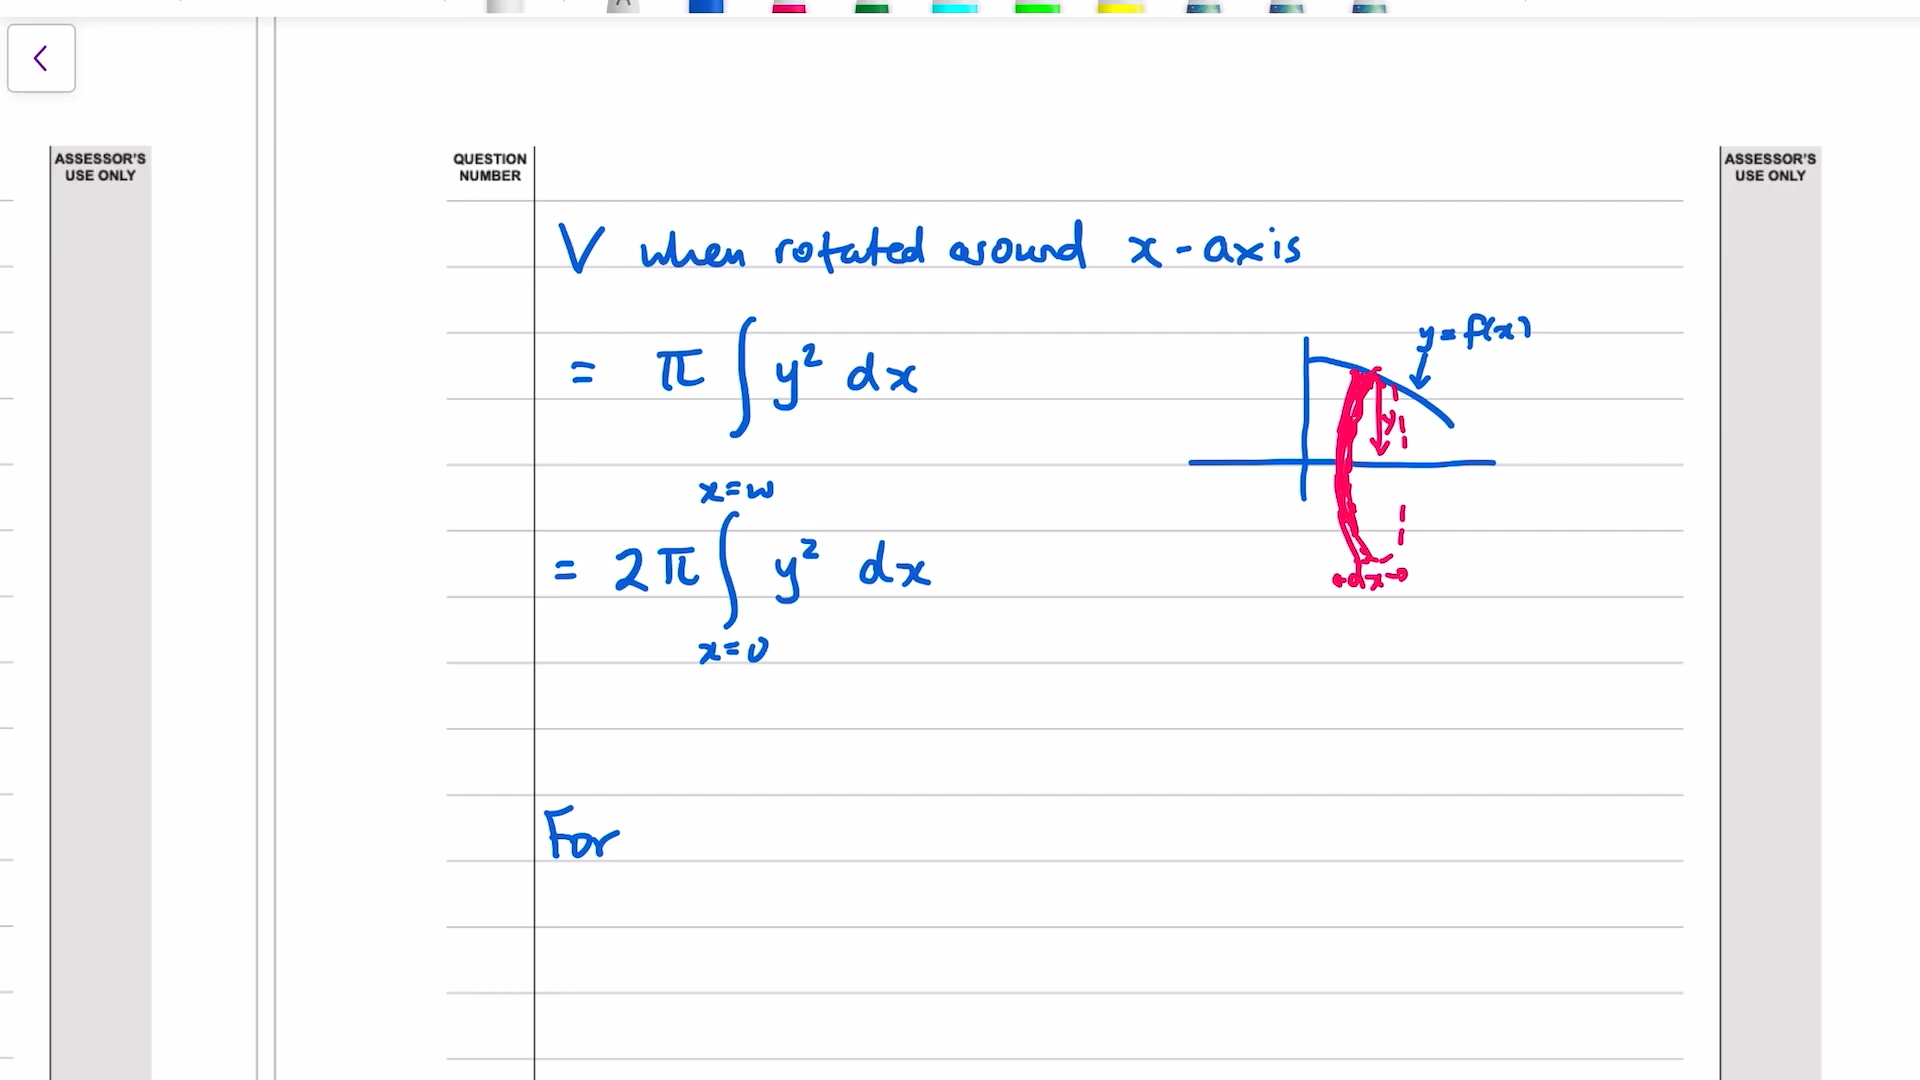 ASSESSOR'S
USE ONLY
QUESTION
NUMBER
ASSESSOR'S
USE ONLY
V when rotated around x-axis
= π ∫ y² dx
y = f(x)
y
dx
x=w
= 2π ∫ y² dx
x=0
For